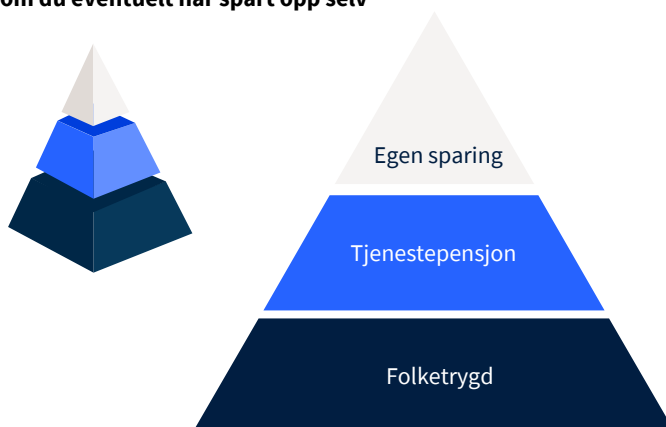 om du eventuelt har spart opp selv
Egen sparing
Tjenestepensjon
Folketrygd